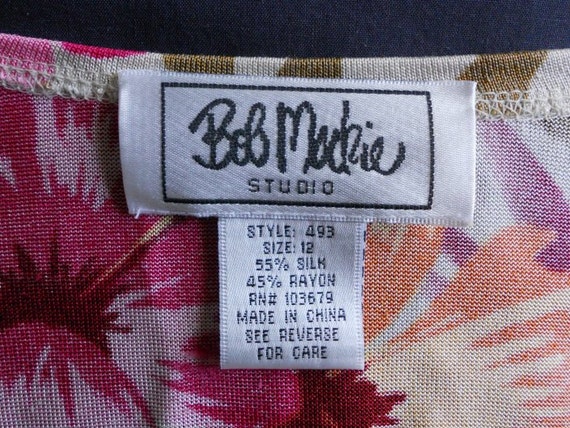 Bob Mackie
STUDIO
STYLE: 493
SIZE: 12
55% SILK
45% RAYON
RN# 103679
MADE IN CHINA
SEE REVERSE
FOR CARE